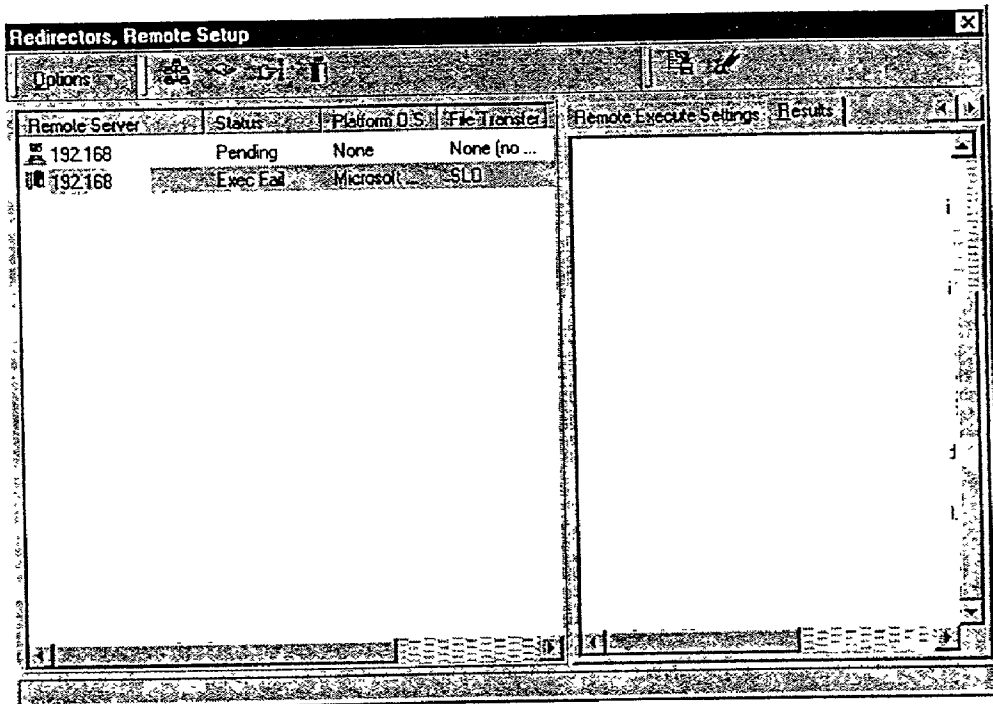 Redirectors, Remote Setup
Options
Remote Server Status Platform O.S. File Transfer
192.168 Pending None None (no ...
192.168 Exec Fail Microsoft ... SLD
Remote Execute Settings Results
i
i
d